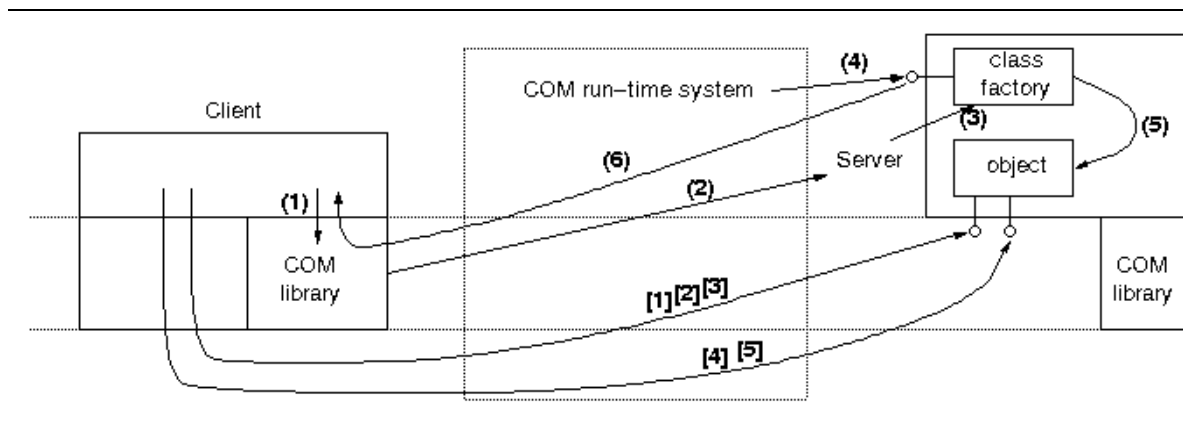 Client
COM run–time system
(4)
class
factory
(3)
(5)
Server
object
(6)
(2)
(1)
COM
library
COM
library
[1] [2] [3]
[4] [5]